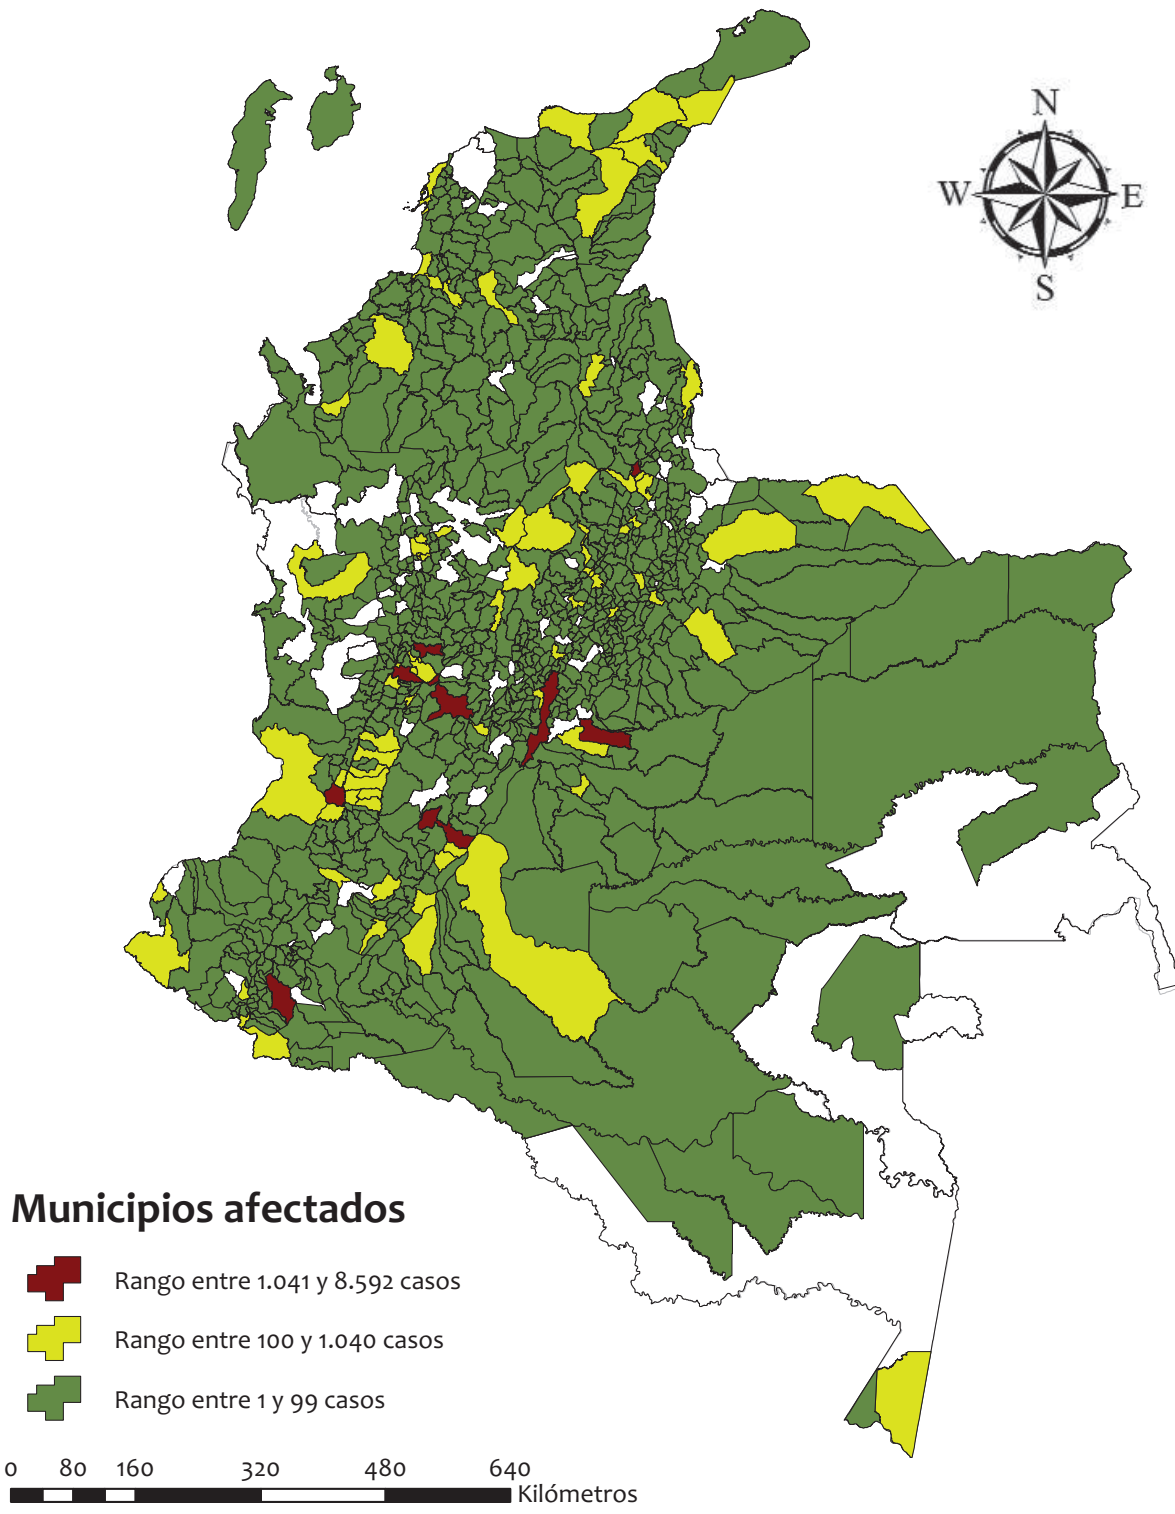 N
W
E
S
Municipios afectados
Rango entre 1.041 y 8.592 casos
Rango entre 100 y 1.040 casos
Rango entre 1 y 99 casos
0 80 160 320 480 640
Kilómetros